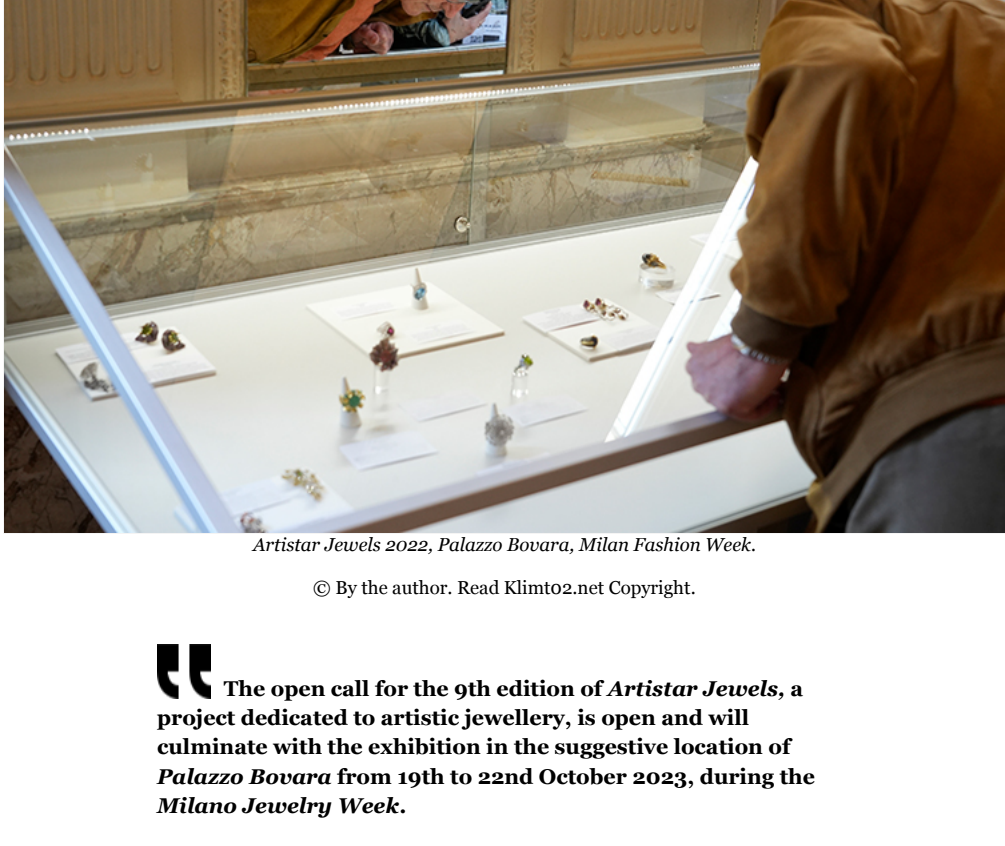 Artistar Jewels 2022, Palazzo Bovara, Milan Fashion Week.
© By the author. Read Klimt02.net Copyright.
The open call for the 9th edition of Artistar Jewels, a
project dedicated to artistic jewellery, is open and will
culminate with the exhibition in the suggestive location of
Palazzo Bovara from 19th to 22nd October 2023, during the
Milano Jewelry Week.